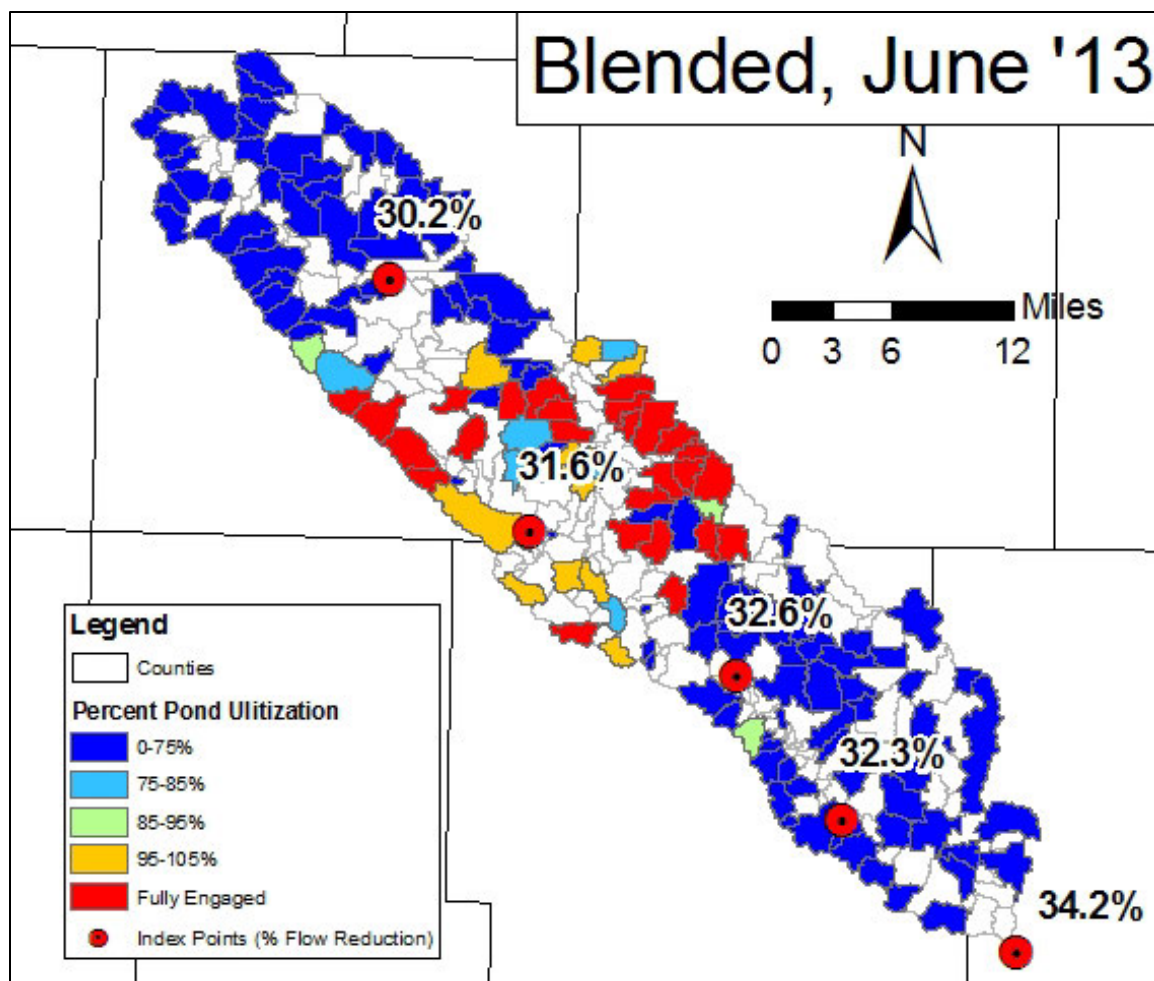 Blended, June '13
N
Miles
0 3 6 12
30.2%
31.6%
32.6%
32.3%
34.2%
Legend
Counties
Percent Pond Ulitization
0-75%
75-85%
85-95%
95-105%
Fully Engaged
Index Points (% Flow Reduction)